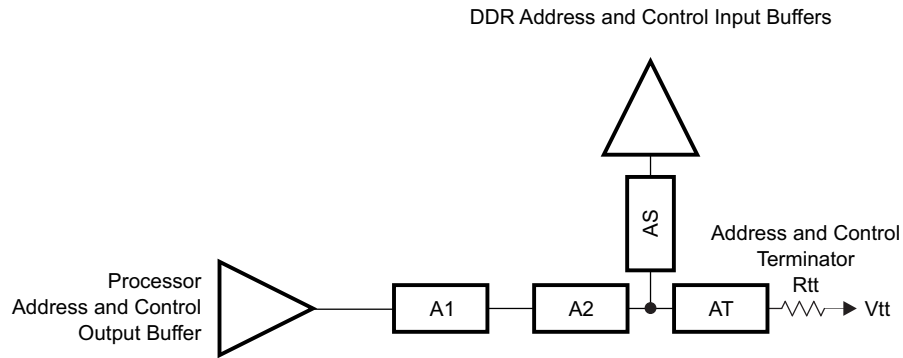 DDR Address and Control Input Buffers
AS
Address and Control
Terminator
Rtt
Vtt
Processor
Address and Control
Output Buffer
A1
A2
AT